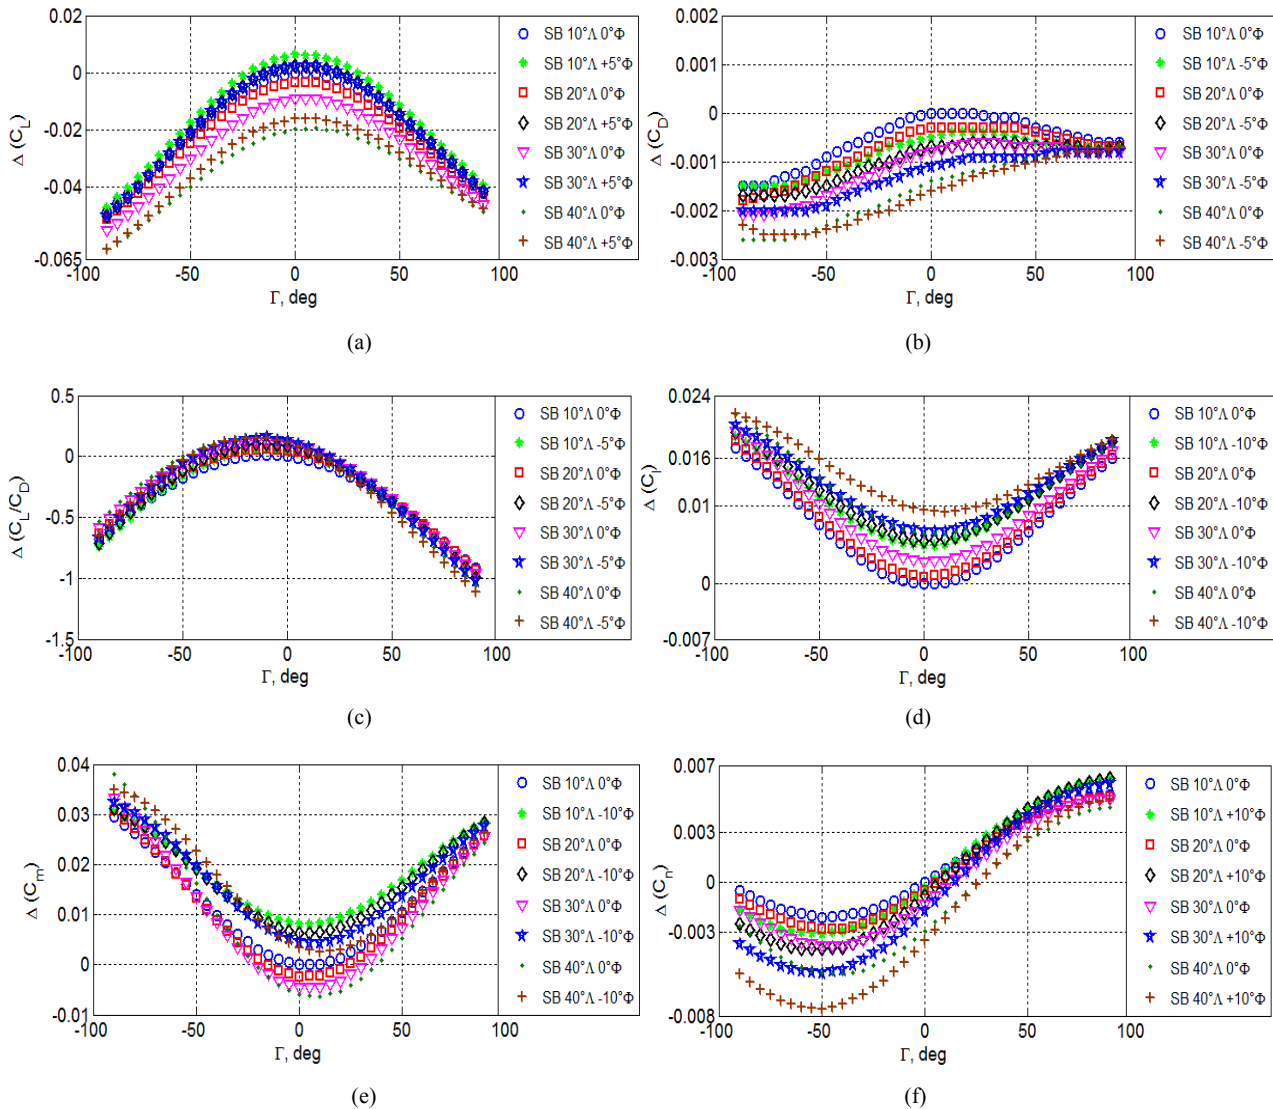 0.02
0
-0.02
-0.04
-0.065
-100
-50
0
50
100
Δ (C_L)
Γ, deg
SB 10°Λ 0°Φ
SB 10°Λ +5°Φ
SB 20°Λ 0°Φ
SB 20°Λ +5°Φ
SB 30°Λ 0°Φ
SB 30°Λ +5°Φ
SB 40°Λ 0°Φ
SB 40°Λ +5°Φ
(a)
0.002
0.001
0
-0.001
-0.002
-0.003
-100
-50
0
50
100
Δ (C_D)
Γ, deg
SB 10°Λ 0°Φ
SB 10°Λ -5°Φ
SB 20°Λ 0°Φ
SB 20°Λ -5°Φ
SB 30°Λ 0°Φ
SB 30°Λ -5°Φ
SB 40°Λ 0°Φ
SB 40°Λ -5°Φ
(b)
0.5
0
-0.5
-1
-1.5
-100
-50
0
50
100
Δ (C_L/C_D)
Γ, deg
SB 10°Λ 0°Φ
SB 10°Λ -5°Φ
SB 20°Λ 0°Φ
SB 20°Λ -5°Φ
SB 30°Λ 0°Φ
SB 30°Λ -5°Φ
SB 40°Λ 0°Φ
SB 40°Λ -5°Φ
(c)
0.024
0.016
0.01
0
-0.007
-100
-50
0
50
100
Δ (C_l)
Γ, deg
SB 10°Λ 0°Φ
SB 10°Λ -10°Φ
SB 20°Λ 0°Φ
SB 20°Λ -10°Φ
SB 30°Λ 0°Φ
SB 30°Λ -10°Φ
SB 40°Λ 0°Φ
SB 40°Λ -10°Φ
(d)
0.04
0.03
0.02
0.01
0
-0.01
-100
-50
0
50
100
Δ (C_m)
Γ, deg
SB 10°Λ 0°Φ
SB 10°Λ -10°Φ
SB 20°Λ 0°Φ
SB 20°Λ -10°Φ
SB 30°Λ 0°Φ
SB 30°Λ -10°Φ
SB 40°Λ 0°Φ
SB 40°Λ -10°Φ
(e)
0.007
0.003
0
-0.003
-0.008
-100
-50
0
50
100
Δ (C_n)
Γ, deg
SB 10°Λ 0°Φ
SB 10°Λ +10°Φ
SB 20°Λ 0°Φ
SB 20°Λ +10°Φ
SB 30°Λ 0°Φ
SB 30°Λ +10°Φ
SB 40°Λ 0°Φ
SB 40°Λ +10°Φ
(f)